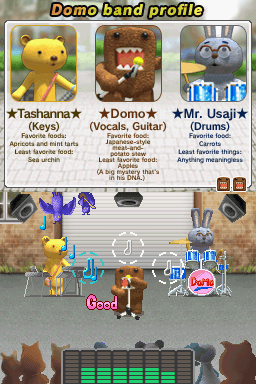 Domo band profile
★Tashanna★
(Keys)
Favorite foods:
Apricots and mint tarts
Least favorite food:
Sea urchin
★Domo★
(Vocals, Guitar)
Favorite food:
Japanese-style
meat-and-
potato stew
Least favorite food:
Apples
(A big mystery that's
in his DNA.)
★Mr. Usaji★
(Drums)
Favorite foods:
Carrots
Least favorite things:
Anything meaningless
Good
DoMo